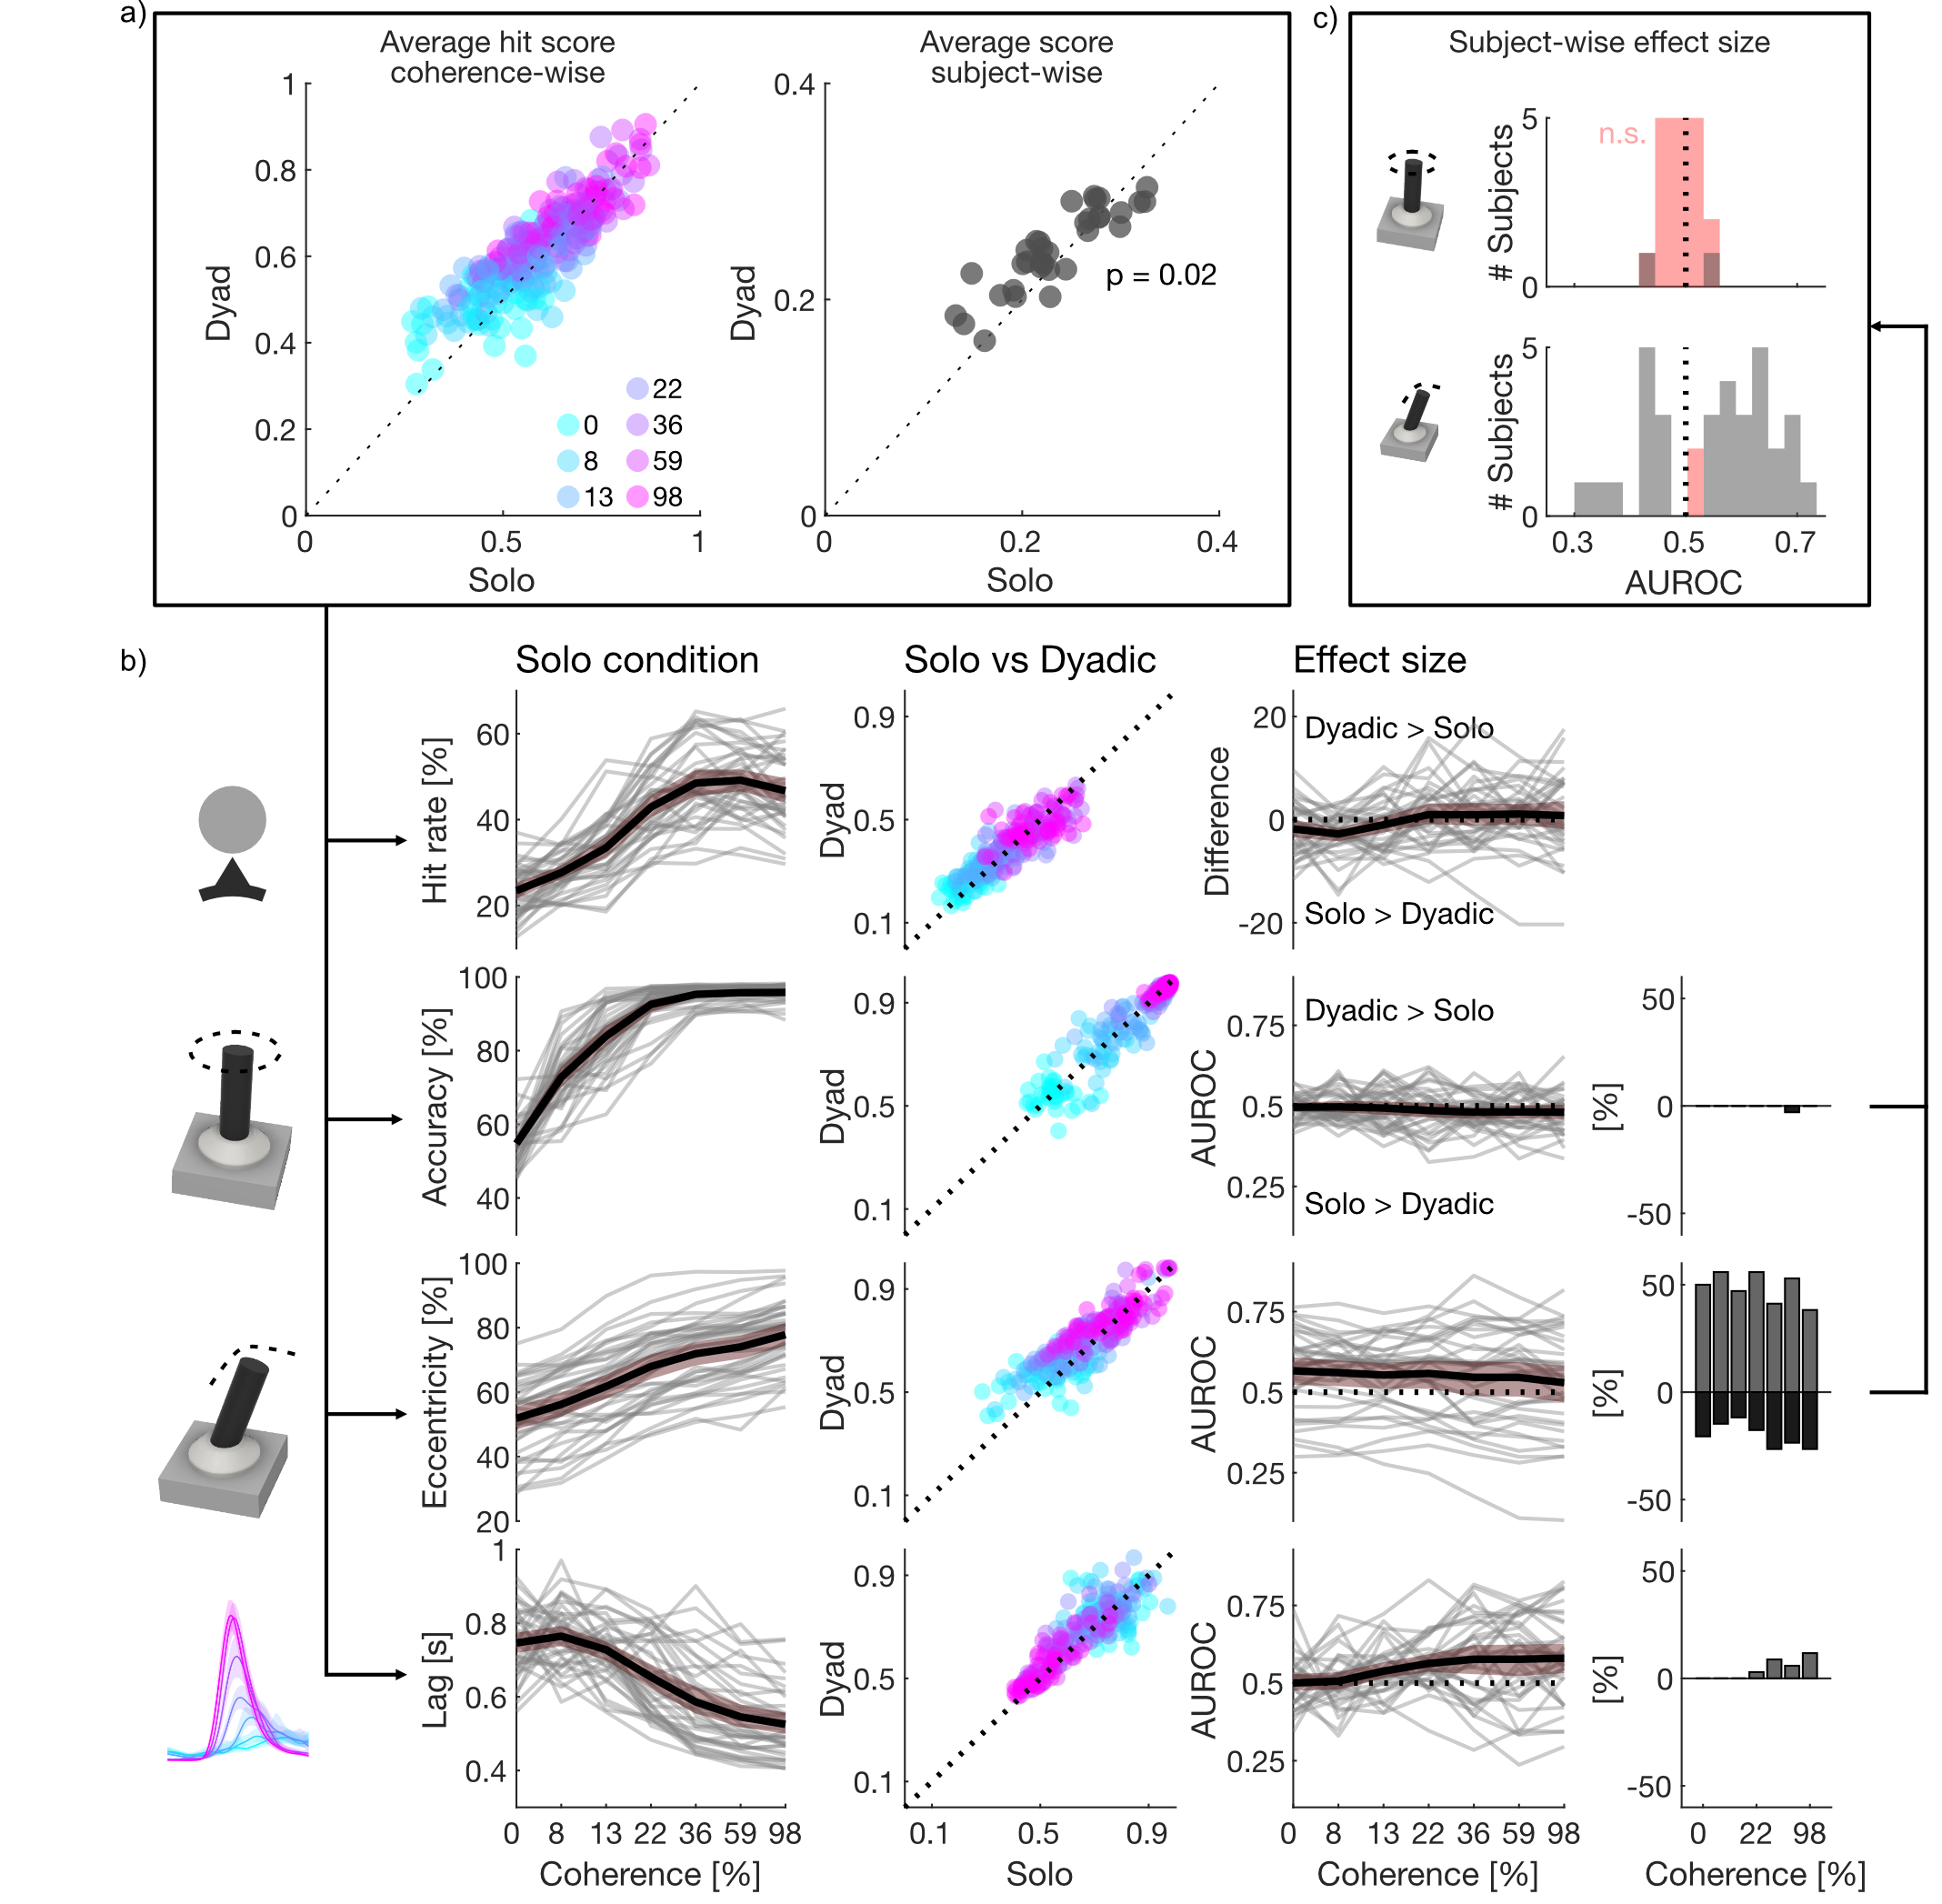 a)
Average hit score
coherence-wise
1
0.8
0.6
0.4
0.2
0
Dyad
0
0.5
1
Solo
0
8
13
22
36
59
98
Average score
subject-wise
0.4
0.2
0
Dyad
p = 0.02
0
0.2
0.4
Solo
c)
Subject-wise effect size
5
0
# Subjects
n.s.
5
0
# Subjects
0.3
0.5
0.7
AUROC
b)
Solo condition
Solo vs Dyadic
Effect size
Hit rate [%]
60
40
20
Dyad
0.9
0.5
0.1
Difference
20
0
-20
Dyadic > Solo
Solo > Dyadic
Accuracy [%]
100
80
60
40
Dyad
0.9
0.5
0.1
AUROC
0.75
0.5
0.25
Dyadic > Solo
Solo > Dyadic
[%]
50
0
-50
Eccentricity [%]
100
80
60
40
20
Dyad
0.9
0.5
0.1
AUROC
0.75
0.5
0.25
[%]
50
0
-50
Lag [s]
1
0.8
0.6
0.4
0 8 13 22 36 59 98
Coherence [%]
Dyad
0.9
0.5
0.1
0.1 0.5 0.9
Solo
AUROC
0.75
0.5
0.25
0 8 13 22 36 59 98
Coherence [%]
[%]
50
0
-50
0 22 98
Coherence [%]